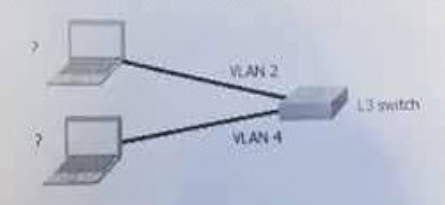 ?
VLAN 2
L3 switch
?
VLAN 4